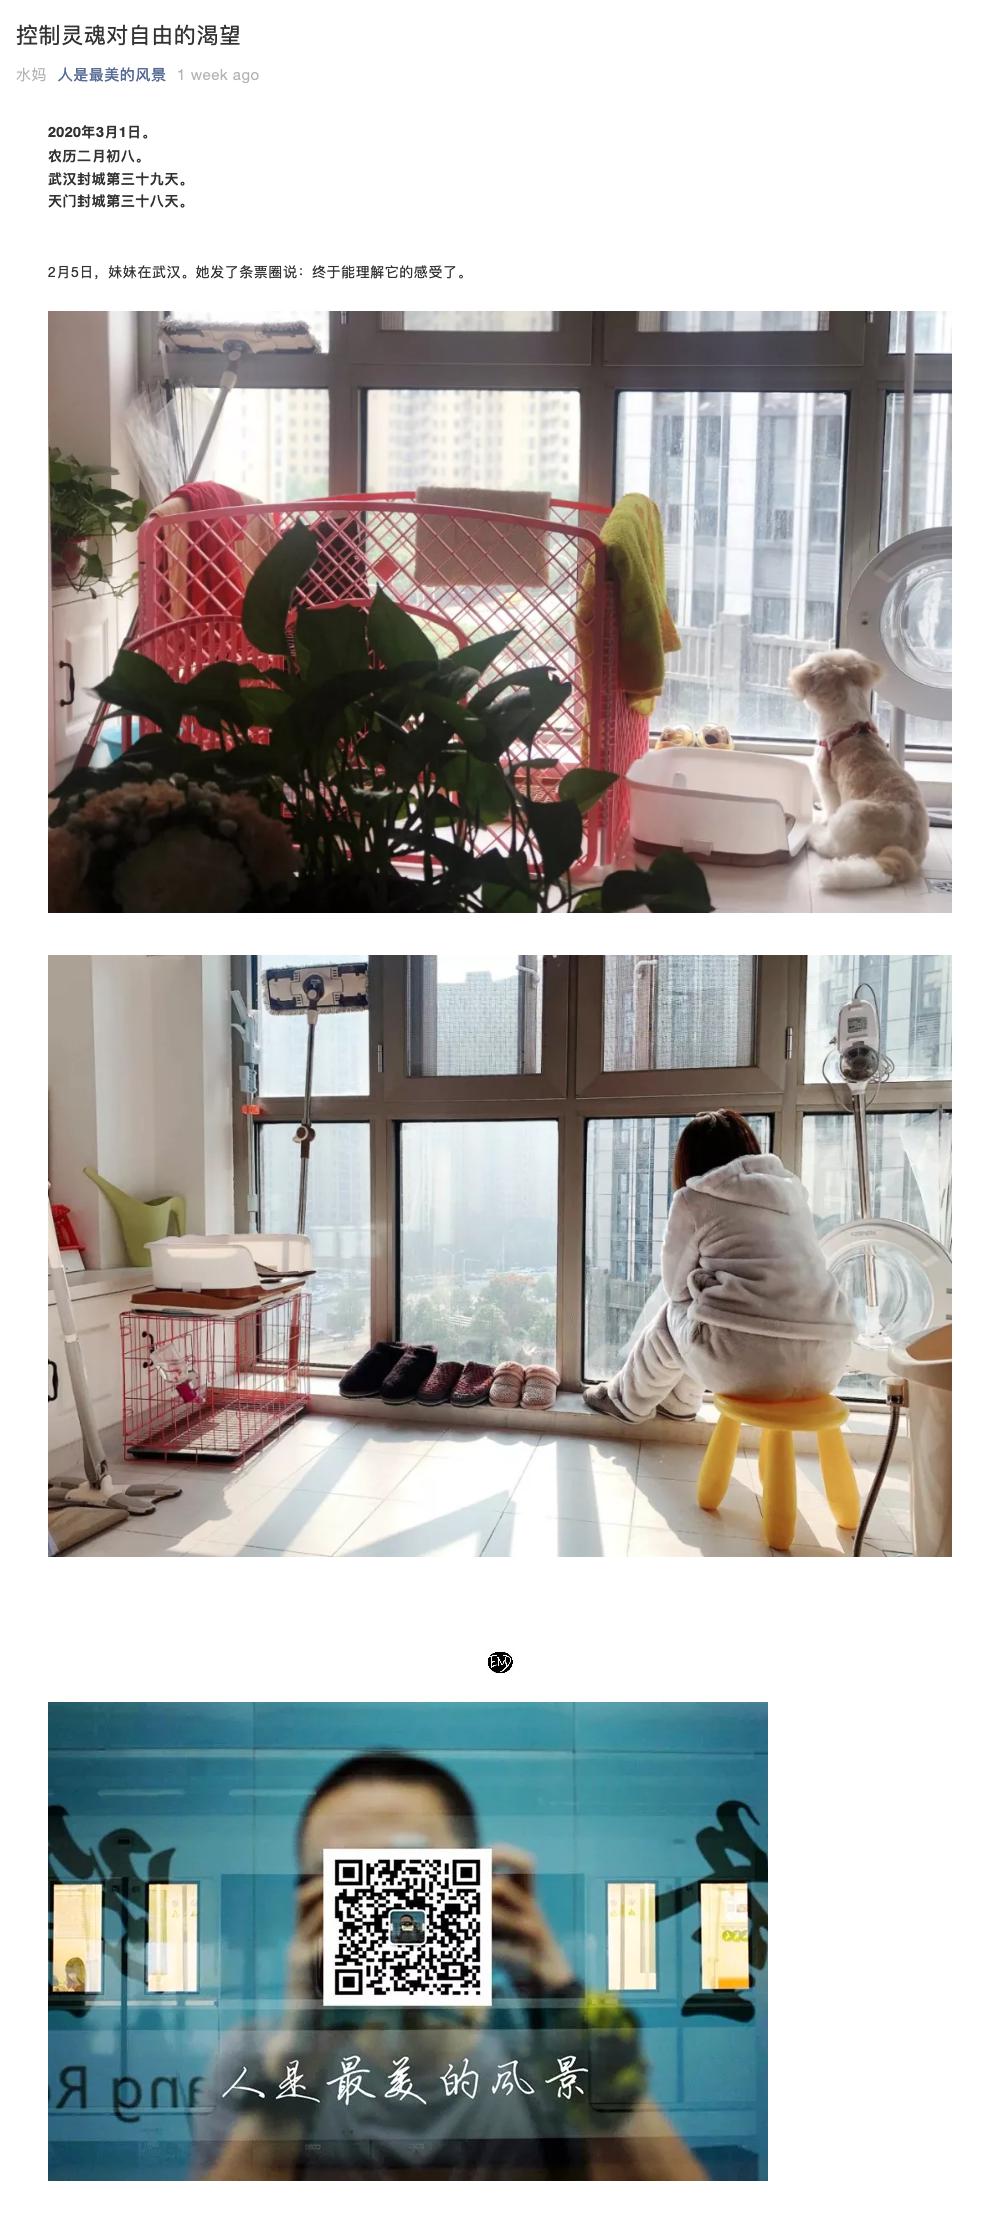 控制灵魂对自由的渴望
水妈 人是最美的风景 1 week ago
2020年3月1日。
农历二月初八。
武汉封城第三十九天。
天门封城第三十八天。
2月5日，妹妹在武汉。她发了条票圈说：终于能理解它的感受了。
END
人是最美的风景